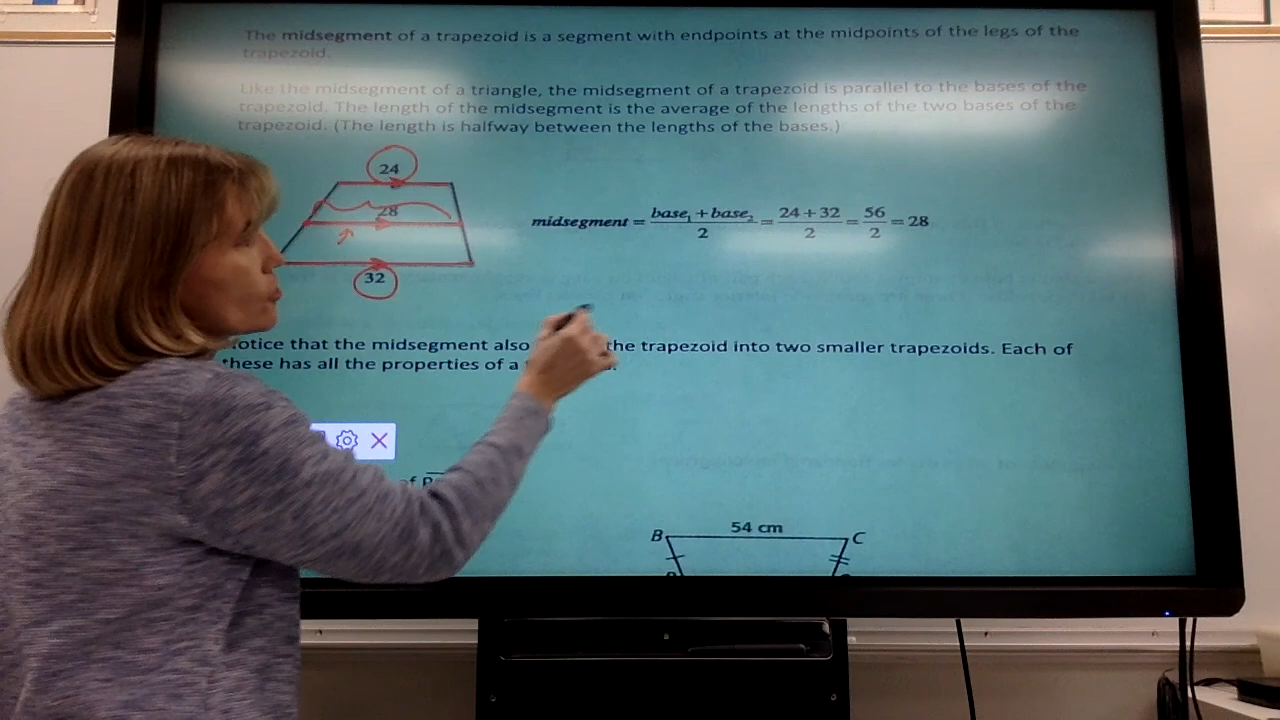 The midsegment of a trapezoid is a segment with endpoints at the midpoints of the legs of the
trapezoid.
Like the midsegment of a triangle, the midsegment of a trapezoid is parallel to the bases of the
trapezoid. The length of the midsegment is the average of the lengths of the two bases of the
trapezoid. (The length is halfway between the lengths of the bases.)
24
28
32
midsegment = base₁ + base₂ / 2 = 24 + 32 / 2 = 56 / 2 = 28
otice that the midsegment also the trapezoid into two smaller trapezoids. Each of
these has all the properties of a
of
B 54 cm C